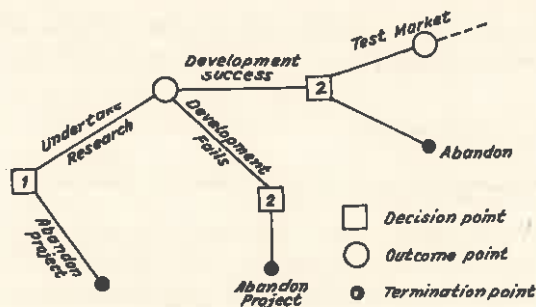 Test Market
Development
success
2
Undertake
Research
Development
Fails
Abandon
1
2
Abandon
Project
Decision point
Outcome point
Abandon
Project
Termination point